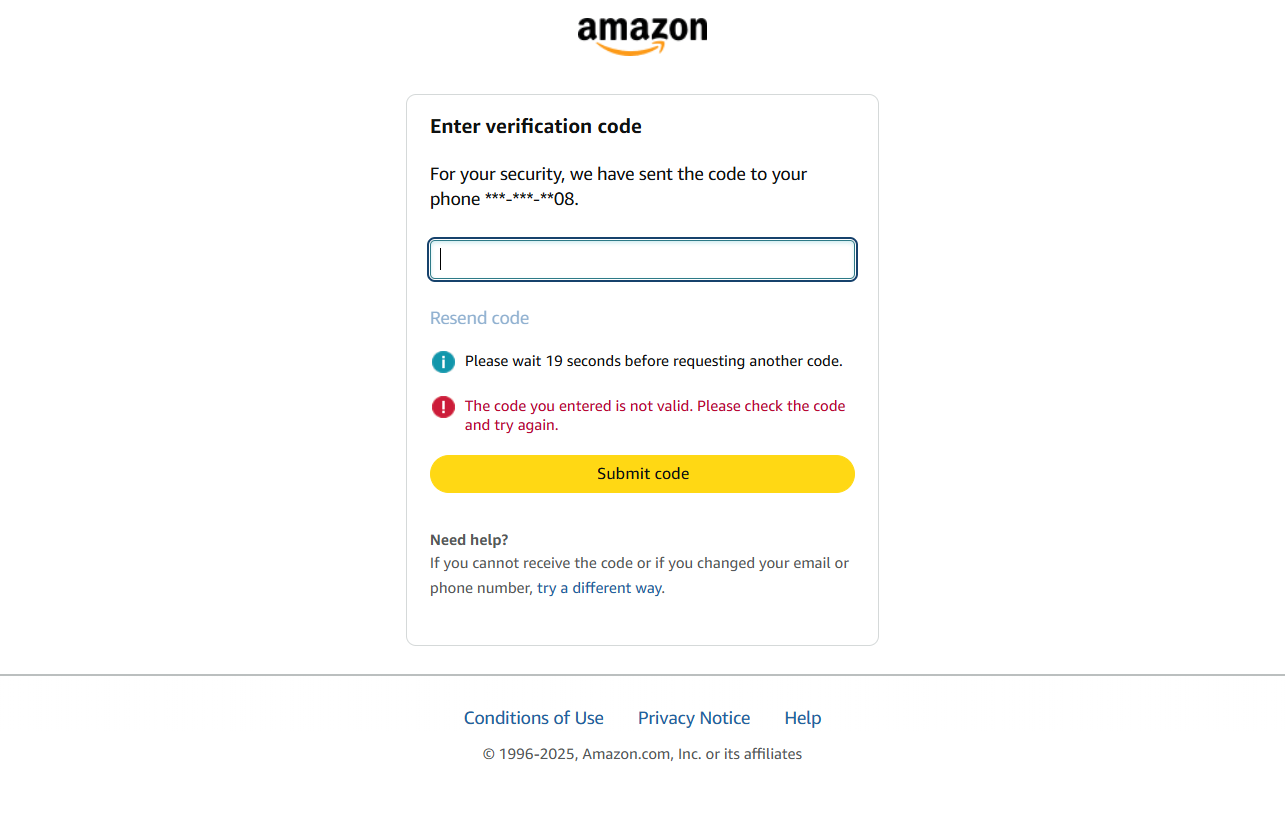 amazon
Enter verification code
For your security, we have sent the code to your
phone ***-***-**08.
Resend code
i Please wait 19 seconds before requesting another code.
! The code you entered is not valid. Please check the code
and try again.
Submit code
Need help?
If you cannot receive the code or if you changed your email or
phone number, try a different way.
Conditions of Use Privacy Notice Help
© 1996-2025, Amazon.com, Inc. or its affiliates